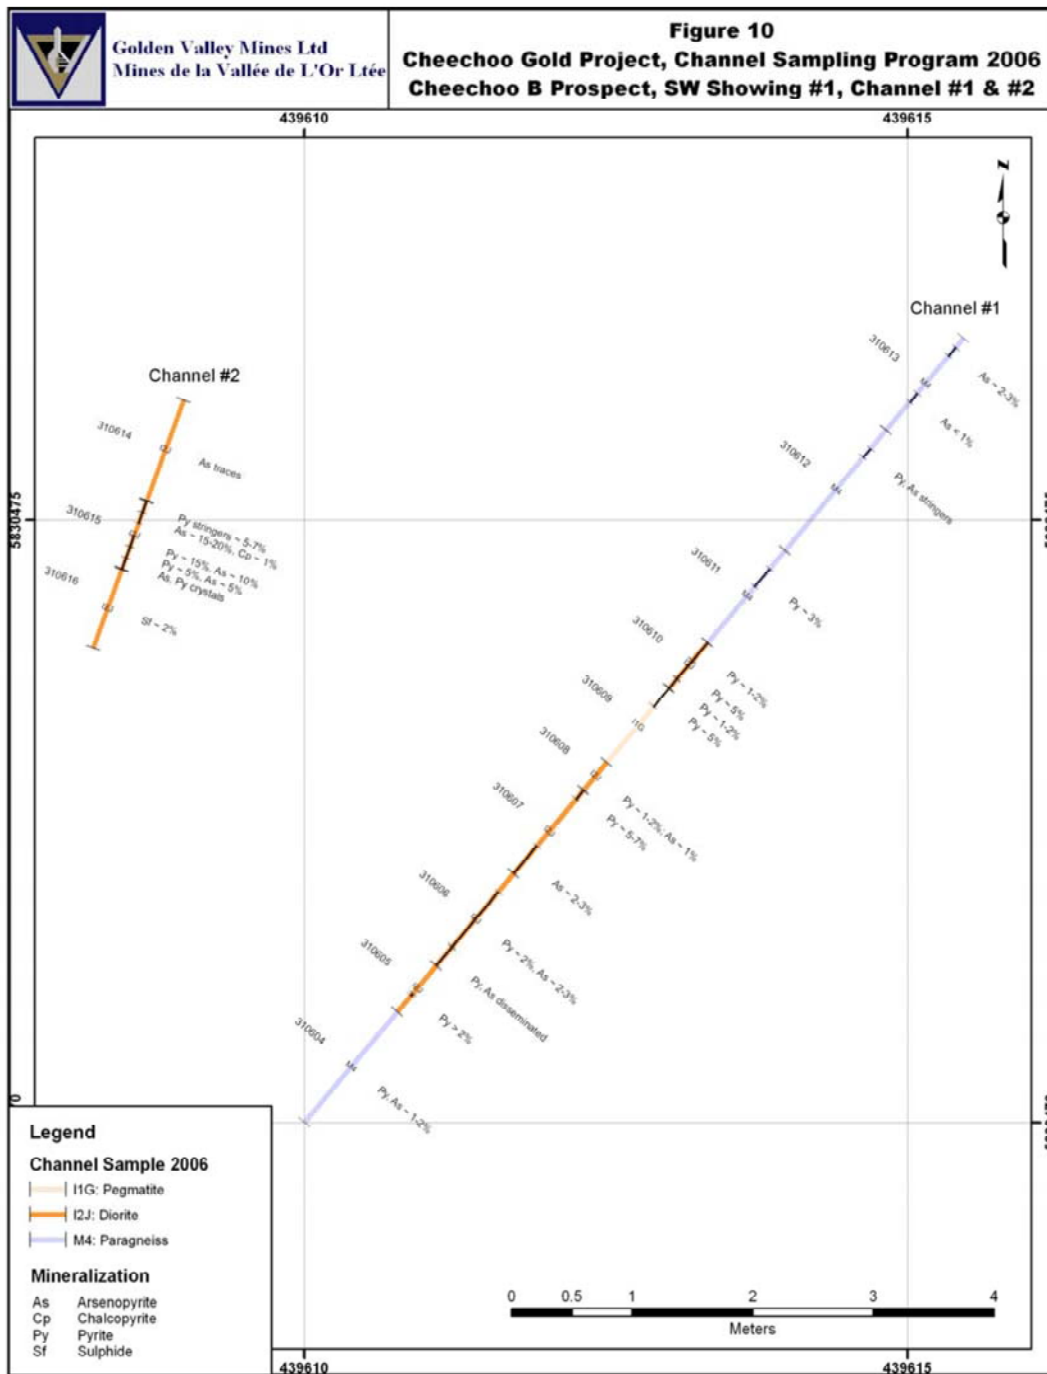 Golden Valley Mines Ltd
Mines de la Vallée de L'Or Ltée
Figure 10
Cheechoo Gold Project, Channel Sampling Program 2006
Cheechoo B Prospect, SW Showing #1, Channel #1 & #2
439610
439615
Channel #1
310613
M4
As ~ 2-3%
As < 1%
310612
M4
Py, As stringers
310611
M4
Py ~ 3%
310610
Py ~ 1-2%
Py ~ 5%
Py ~ 1-2%
Py ~ 5%
310609
I1G
310608
Py ~ 1-2%, As ~ 1%
Py ~ 5-7%
310607
As ~ 2-3%
310606
Py ~ 2%, As ~ 2-3%
Py, As disseminated
310605
Py > 2%
310604
M4
Py, As ~ 1-2%
Channel #2
310614
As traces
310615
Py stringers ~ 5-7%
As ~ 15-20%, Cp ~ 1%
Py ~ 15%, As ~ 10%
Py ~ 5%, As ~ 5%
As, Py crystals
310616
Sf ~ 2%
5830475
Legend
Channel Sample 2006
I1G: Pegmatite
I2J: Diorite
M4: Paragneiss
Mineralization
As Arsenopyrite
Cp Chalcopyrite
Py Pyrite
Sf Sulphide
0 0.5 1 2 3 4
Meters
439610
439615